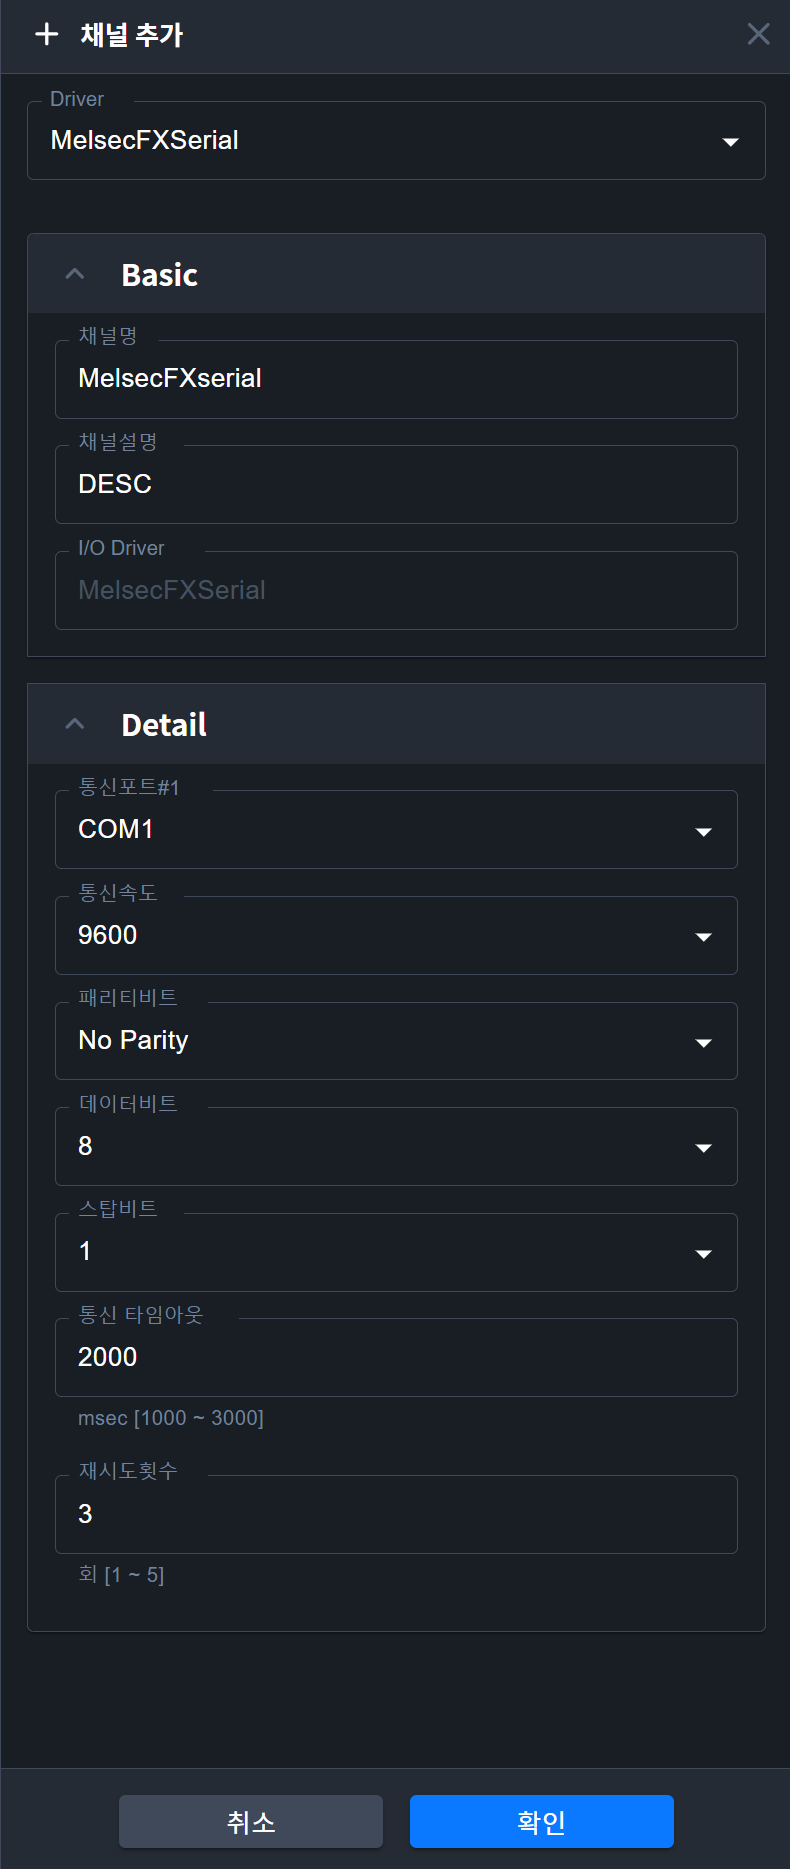 채널 추가
Driver
MelsecFXSerial
Basic
채널명
MelsecFXserial
채널설명
DESC
I/O Driver
MelsecFXSerial
Detail
통신포트#1
COM1
통신속도
9600
패리티비트
No Parity
데이터비트
8
스탑비트
1
통신 타임아웃
2000
msec [1000 ~ 3000]
재시도횟수
3
회 [1 ~ 5]
취소
확인